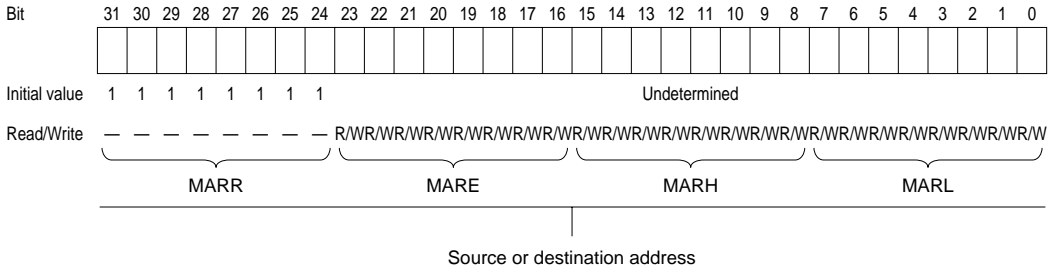 Bit 31 30 29 28 27 26 25 24 23 22 21 20 19 18 17 16 15 14 13 12 11 10 9 8 7 6 5 4 3 2 1 0
Initial value 1 1 1 1 1 1 1 1 Undetermined
Read/Write — — — — — — — — R/WR/WR/WR/WR/WR/WR/WR/WR/WR/WR/WR/WR/WR/WR/WR/WR/WR/WR/WR/WR/WR/WR/WR/W
MARR MARE MARH MARL
Source or destination address